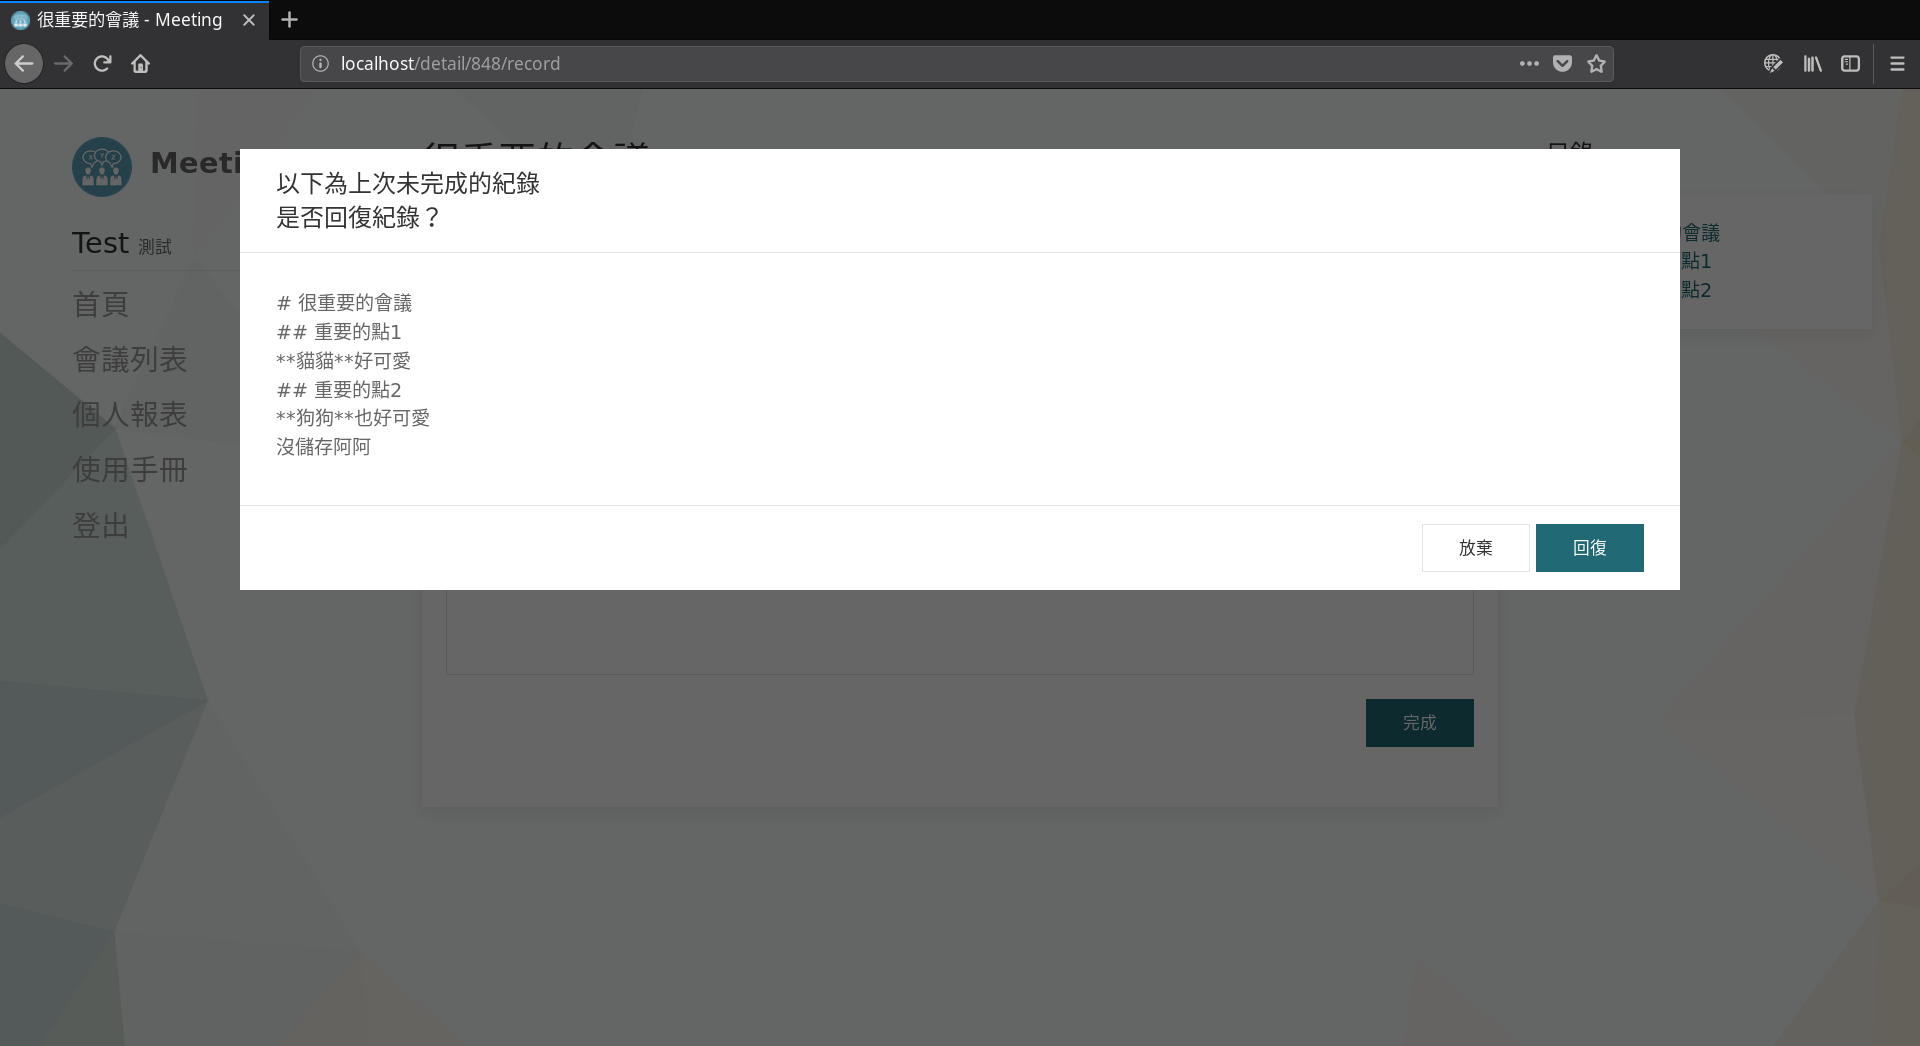 很重要的會議 - Meeting
localhost/detail/848/record
Test 測試
首頁
會議列表
個人報表
使用手冊
登出
以下為上次未完成的紀錄
是否回復紀錄？
# 很重要的會議
## 重要的點1
**貓貓**好可愛
## 重要的點2
**狗狗**也好可愛
沒儲存阿阿
放棄
回復
會議
點1
點2
完成